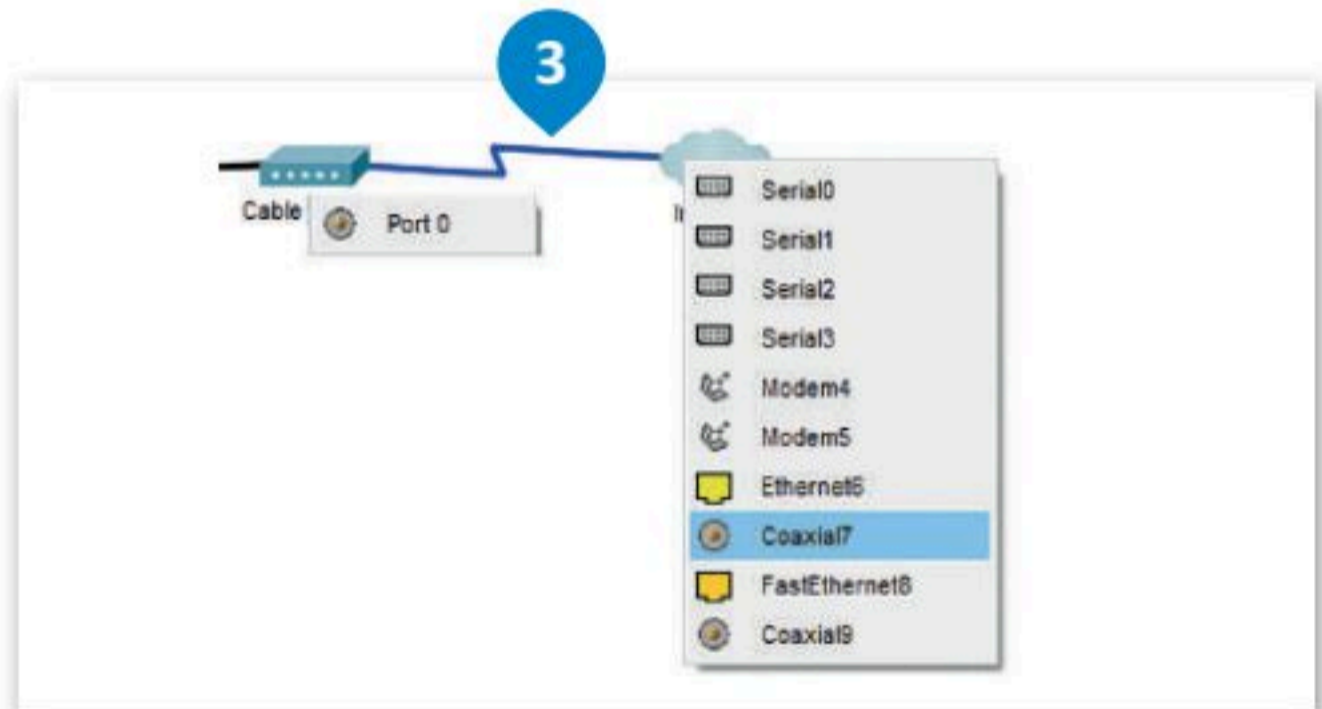 3
Cable
Port 0
Serial0
Serial1
Serial2
Serial3
Modem4
Modem5
Ethernet6
Coaxial7
FastEthernet8
Coaxial9